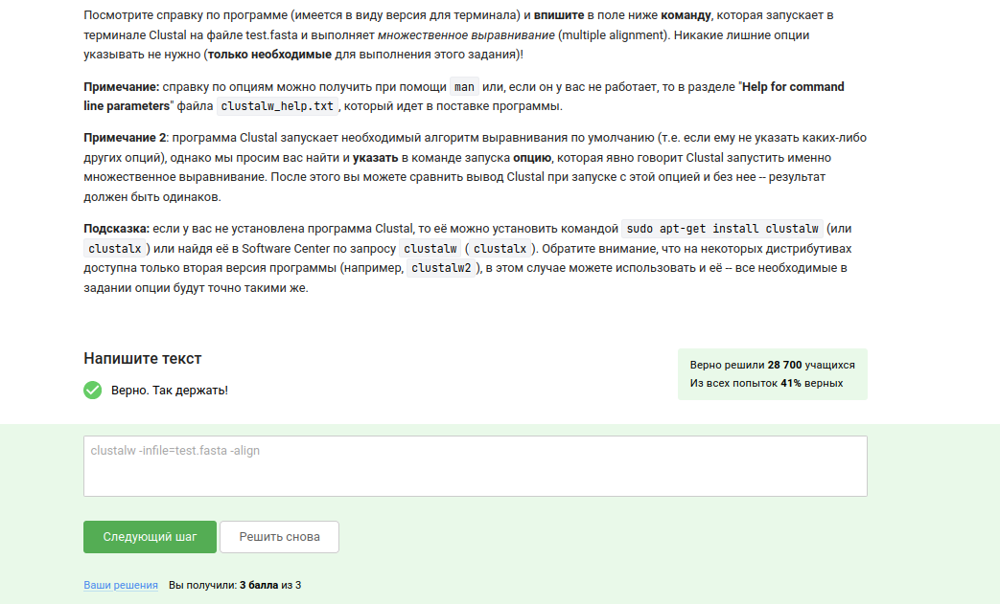 Посмотрите справку по программе (имеется в виду версия для терминала) и впишите в поле ниже команду, которая запускает в
терминале Clustal на файле test.fasta и выполняет множественное выравнивание (multiple alignment). Никакие лишние опции
указывать не нужно (только необходимые для выполнения этого задания)!
Примечание: справку по опциям можно получить при помощи man или, если он у вас не работает, то в разделе "Help for command
line parameters" файла clustalw_help.txt, который идет в поставке программы.
Примечание 2: программа Clustal запускает необходимый алгоритм выравнивания по умолчанию (т.е. если ему не указать каких-либо
других опций), однако мы просим вас найти и указать в команде запуска опцию, которая явно говорит Clustal запустить именно
множественное выравнивание. После этого вы можете сравнить вывод Clustal при запуске с этой опцией и без нее -- результат
должен быть одинаков.
Подсказка: если у вас не установлена программа Clustal, то её можно установить командой sudo apt-get install clustalw (или
clustalx) или найдя её в Software Center по запросу clustalw (clustalx). Обратите внимание, что на некоторых дистрибутивах
доступна только вторая версия программы (например, clustalw2), в этом случае можете использовать и её -- все необходимые в
задании опции будут точно такими же.
Напишите текст
Верно решили 28 700 учащихся
Из всех попыток 41% верных
Верно. Так держать!
clustalw -infile=test.fasta -align
Следующий шаг Решить снова
Ваши решения Вы получили: 3 балла из 3